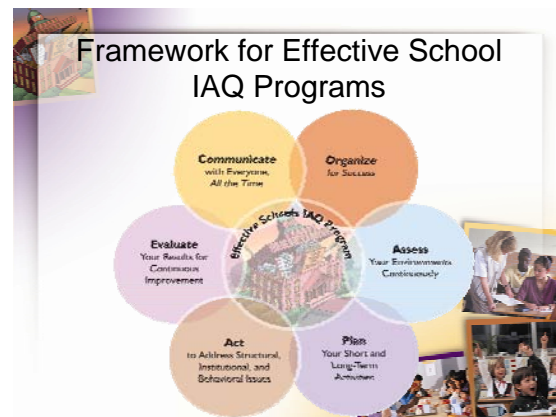 Framework for Effective School
IAQ Programs
Communicate
with Everyone,
All the Time
Organize
for Success
Effective Schools IAQ Program
Evaluate
Your Results for
Continuous
Improvement
Assess
Your Environments
Continuously
Act
to Address Structural,
Institutional, and
Behavioral Issues
Plan
Your Short and
Long-Term
Activities